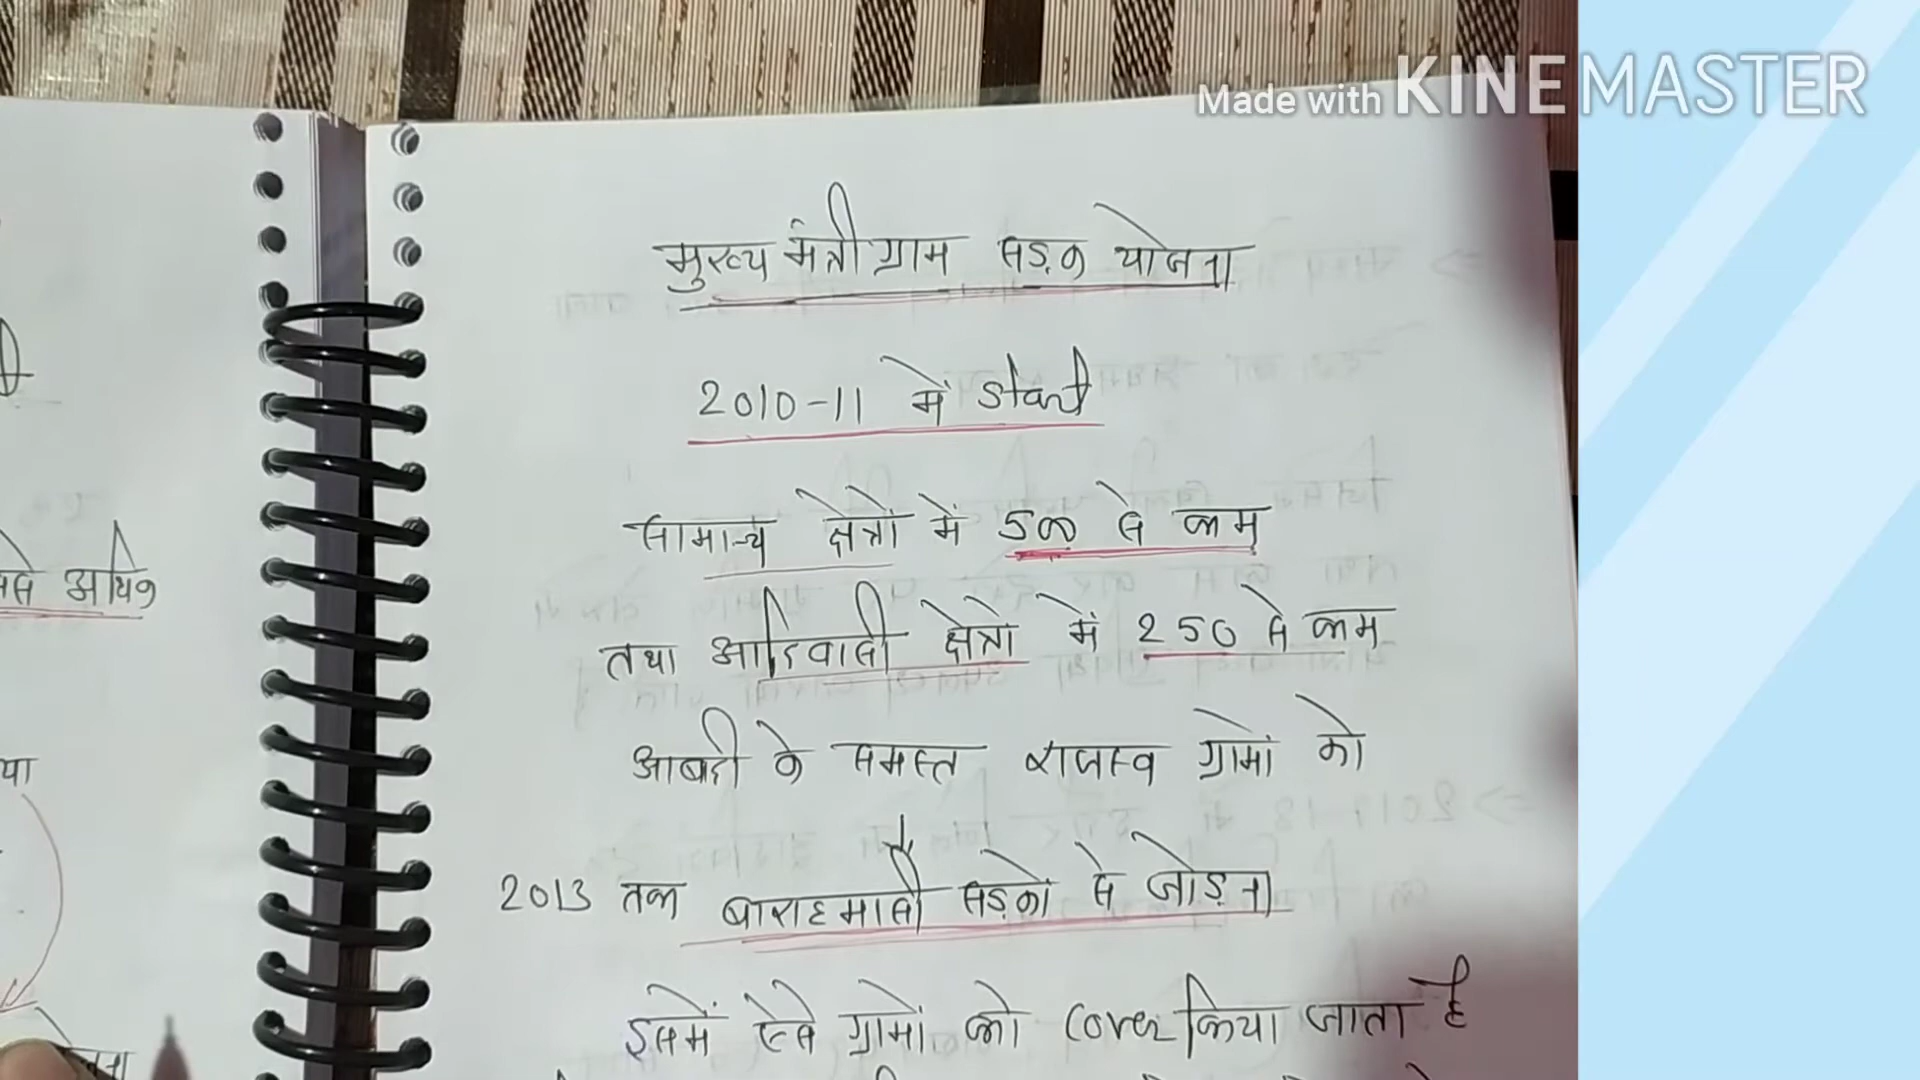 Made with KINEMASTER
मुख्य मंत्री ग्राम सड़क योजना
2010-11 में start
सामान्य क्षेत्रों में 500 से कम
तथा आदिवासी क्षेत्रों में 250 से कम
आबादी के समस्त राजस्व ग्रामों को
2013 तक बारहमासी सड़कों से जोड़ना
इसमें ऐसे ग्रामों को cover किया जाता है
अधिक
या